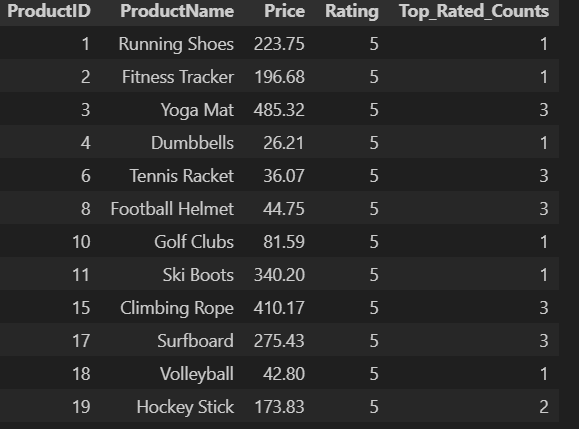 ProductID ProductName Price Rating Top_Rated_Counts
1 Running Shoes 223.75 5 1
2 Fitness Tracker 196.68 5 1
3 Yoga Mat 485.32 5 3
4 Dumbbells 26.21 5 1
6 Tennis Racket 36.07 5 3
8 Football Helmet 44.75 5 3
10 Golf Clubs 81.59 5 1
11 Ski Boots 340.20 5 1
15 Climbing Rope 410.17 5 3
17 Surfboard 275.43 5 3
18 Volleyball 42.80 5 1
19 Hockey Stick 173.83 5 2